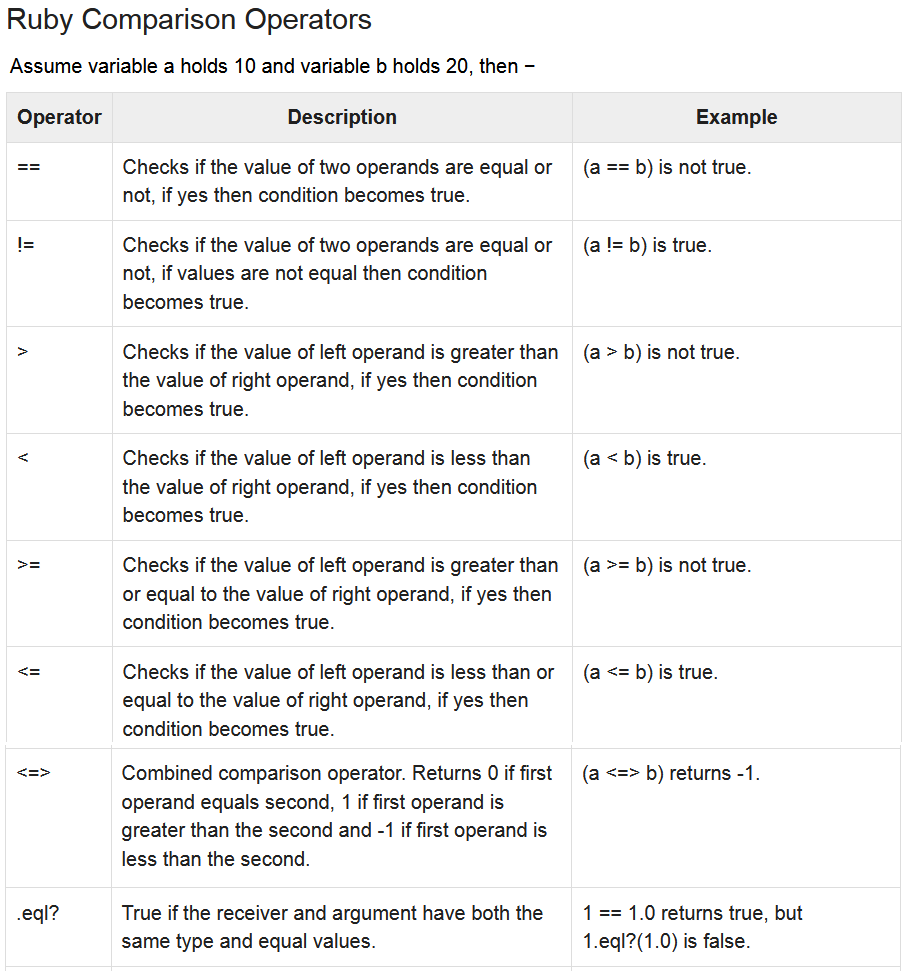 Ruby Comparison Operators
Assume variable a holds 10 and variable b holds 20, then −
Operator Description Example
== Checks if the value of two operands are equal or (a == b) is not true.
not, if yes then condition becomes true.
!= Checks if the value of two operands are equal or (a != b) is true.
not, if values are not equal then condition
becomes true.
> Checks if the value of left operand is greater than (a > b) is not true.
the value of right operand, if yes then condition
becomes true.
< Checks if the value of left operand is less than (a < b) is true.
the value of right operand, if yes then condition
becomes true.
>= Checks if the value of left operand is greater than (a >= b) is not true.
or equal to the value of right operand, if yes then
condition becomes true.
<= Checks if the value of left operand is less than or (a <= b) is true.
equal to the value of right operand, if yes then
condition becomes true.
<=> Combined comparison operator. Returns 0 if first (a <=> b) returns -1.
operand equals second, 1 if first operand is
greater than the second and -1 if first operand is
less than the second.
.eql? True if the receiver and argument have both the 1 == 1.0 returns true, but
same type and equal values. 1.eql?(1.0) is false.